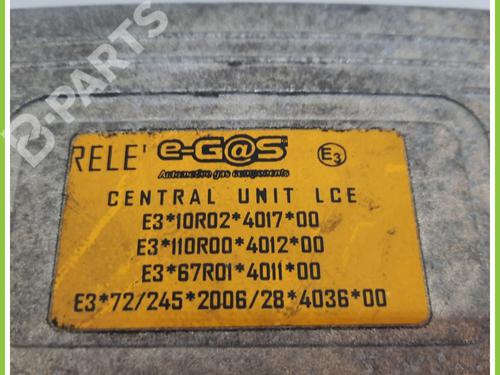 B-PARTS
RELE' e-G@S E3
Automotive gas components
CENTRAL UNIT LCE
E3*10R02*4017*00
E3*110R00*4012*00
E3*67R01*4011*00
E3*72/245*2006/28*4036*00